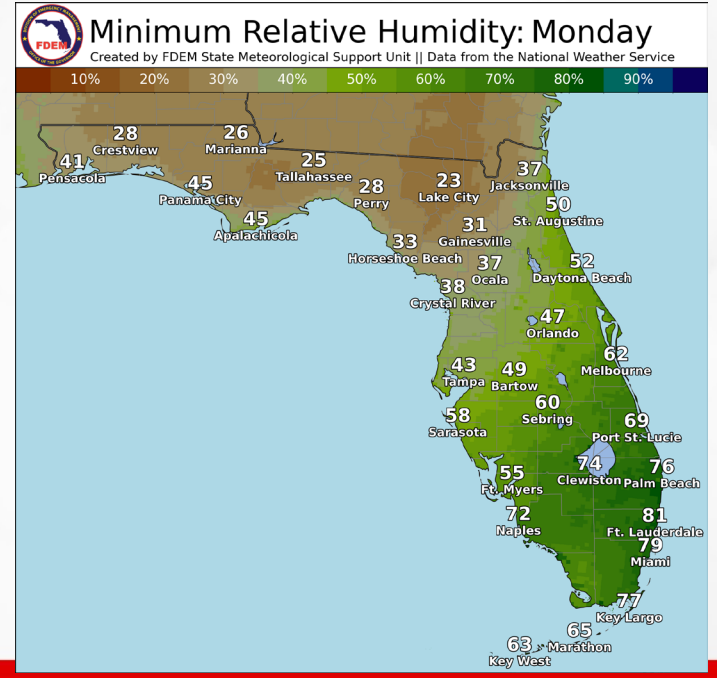 Minimum Relative Humidity: Monday
Created by FDEM State Meteorological Support Unit || Data from the National Weather Service
FDEM
10% 20% 30% 40% 50% 60% 70% 80% 90%
28
Crestview
26
Marianna
41
Pensacola
25
Tallahassee
45
Panama City
28
Perry
23
Lake City
37
Jacksonville
45
Apalachicola
50
St. Augustine
31
Gainesville
33
Horseshoe Beach
37
Ocala
52
Daytona Beach
38
Crystal River
47
Orlando
62
Melbourne
43
Tampa
49
Bartow
60
Sebring
58
Sarasota
69
Port St. Lucie
74
Clewiston
76
Palm Beach
55
Ft. Myers
72
Naples
81
Ft. Lauderdale
79
Miami
77
Key Largo
65
Marathon
63
Key West